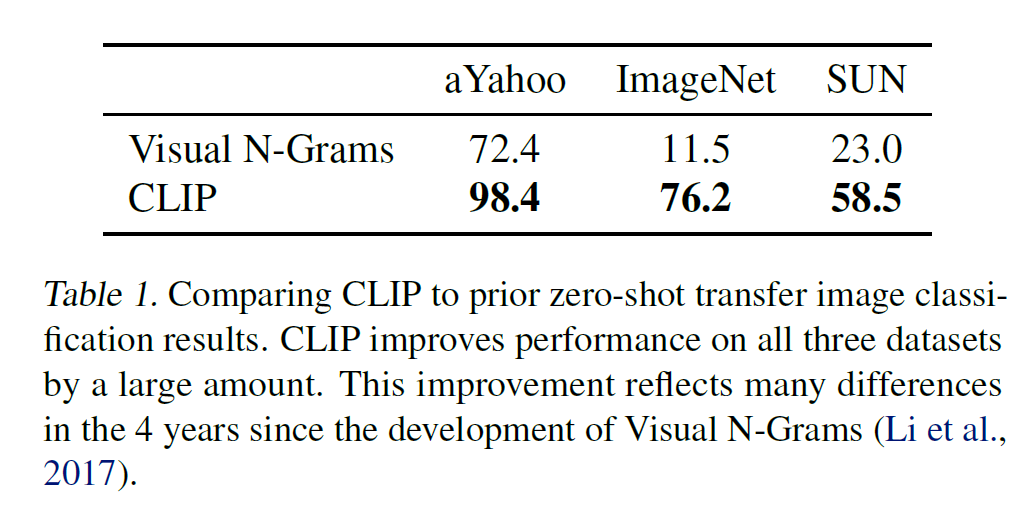 aYahoo ImageNet SUN
Visual N-Grams 72.4 11.5 23.0
CLIP 98.4 76.2 58.5
Table 1. Comparing CLIP to prior zero-shot transfer image classi-
fication results. CLIP improves performance on all three datasets
by a large amount. This improvement reflects many differences
in the 4 years since the development of Visual N-Grams (Li et al.,
2017).